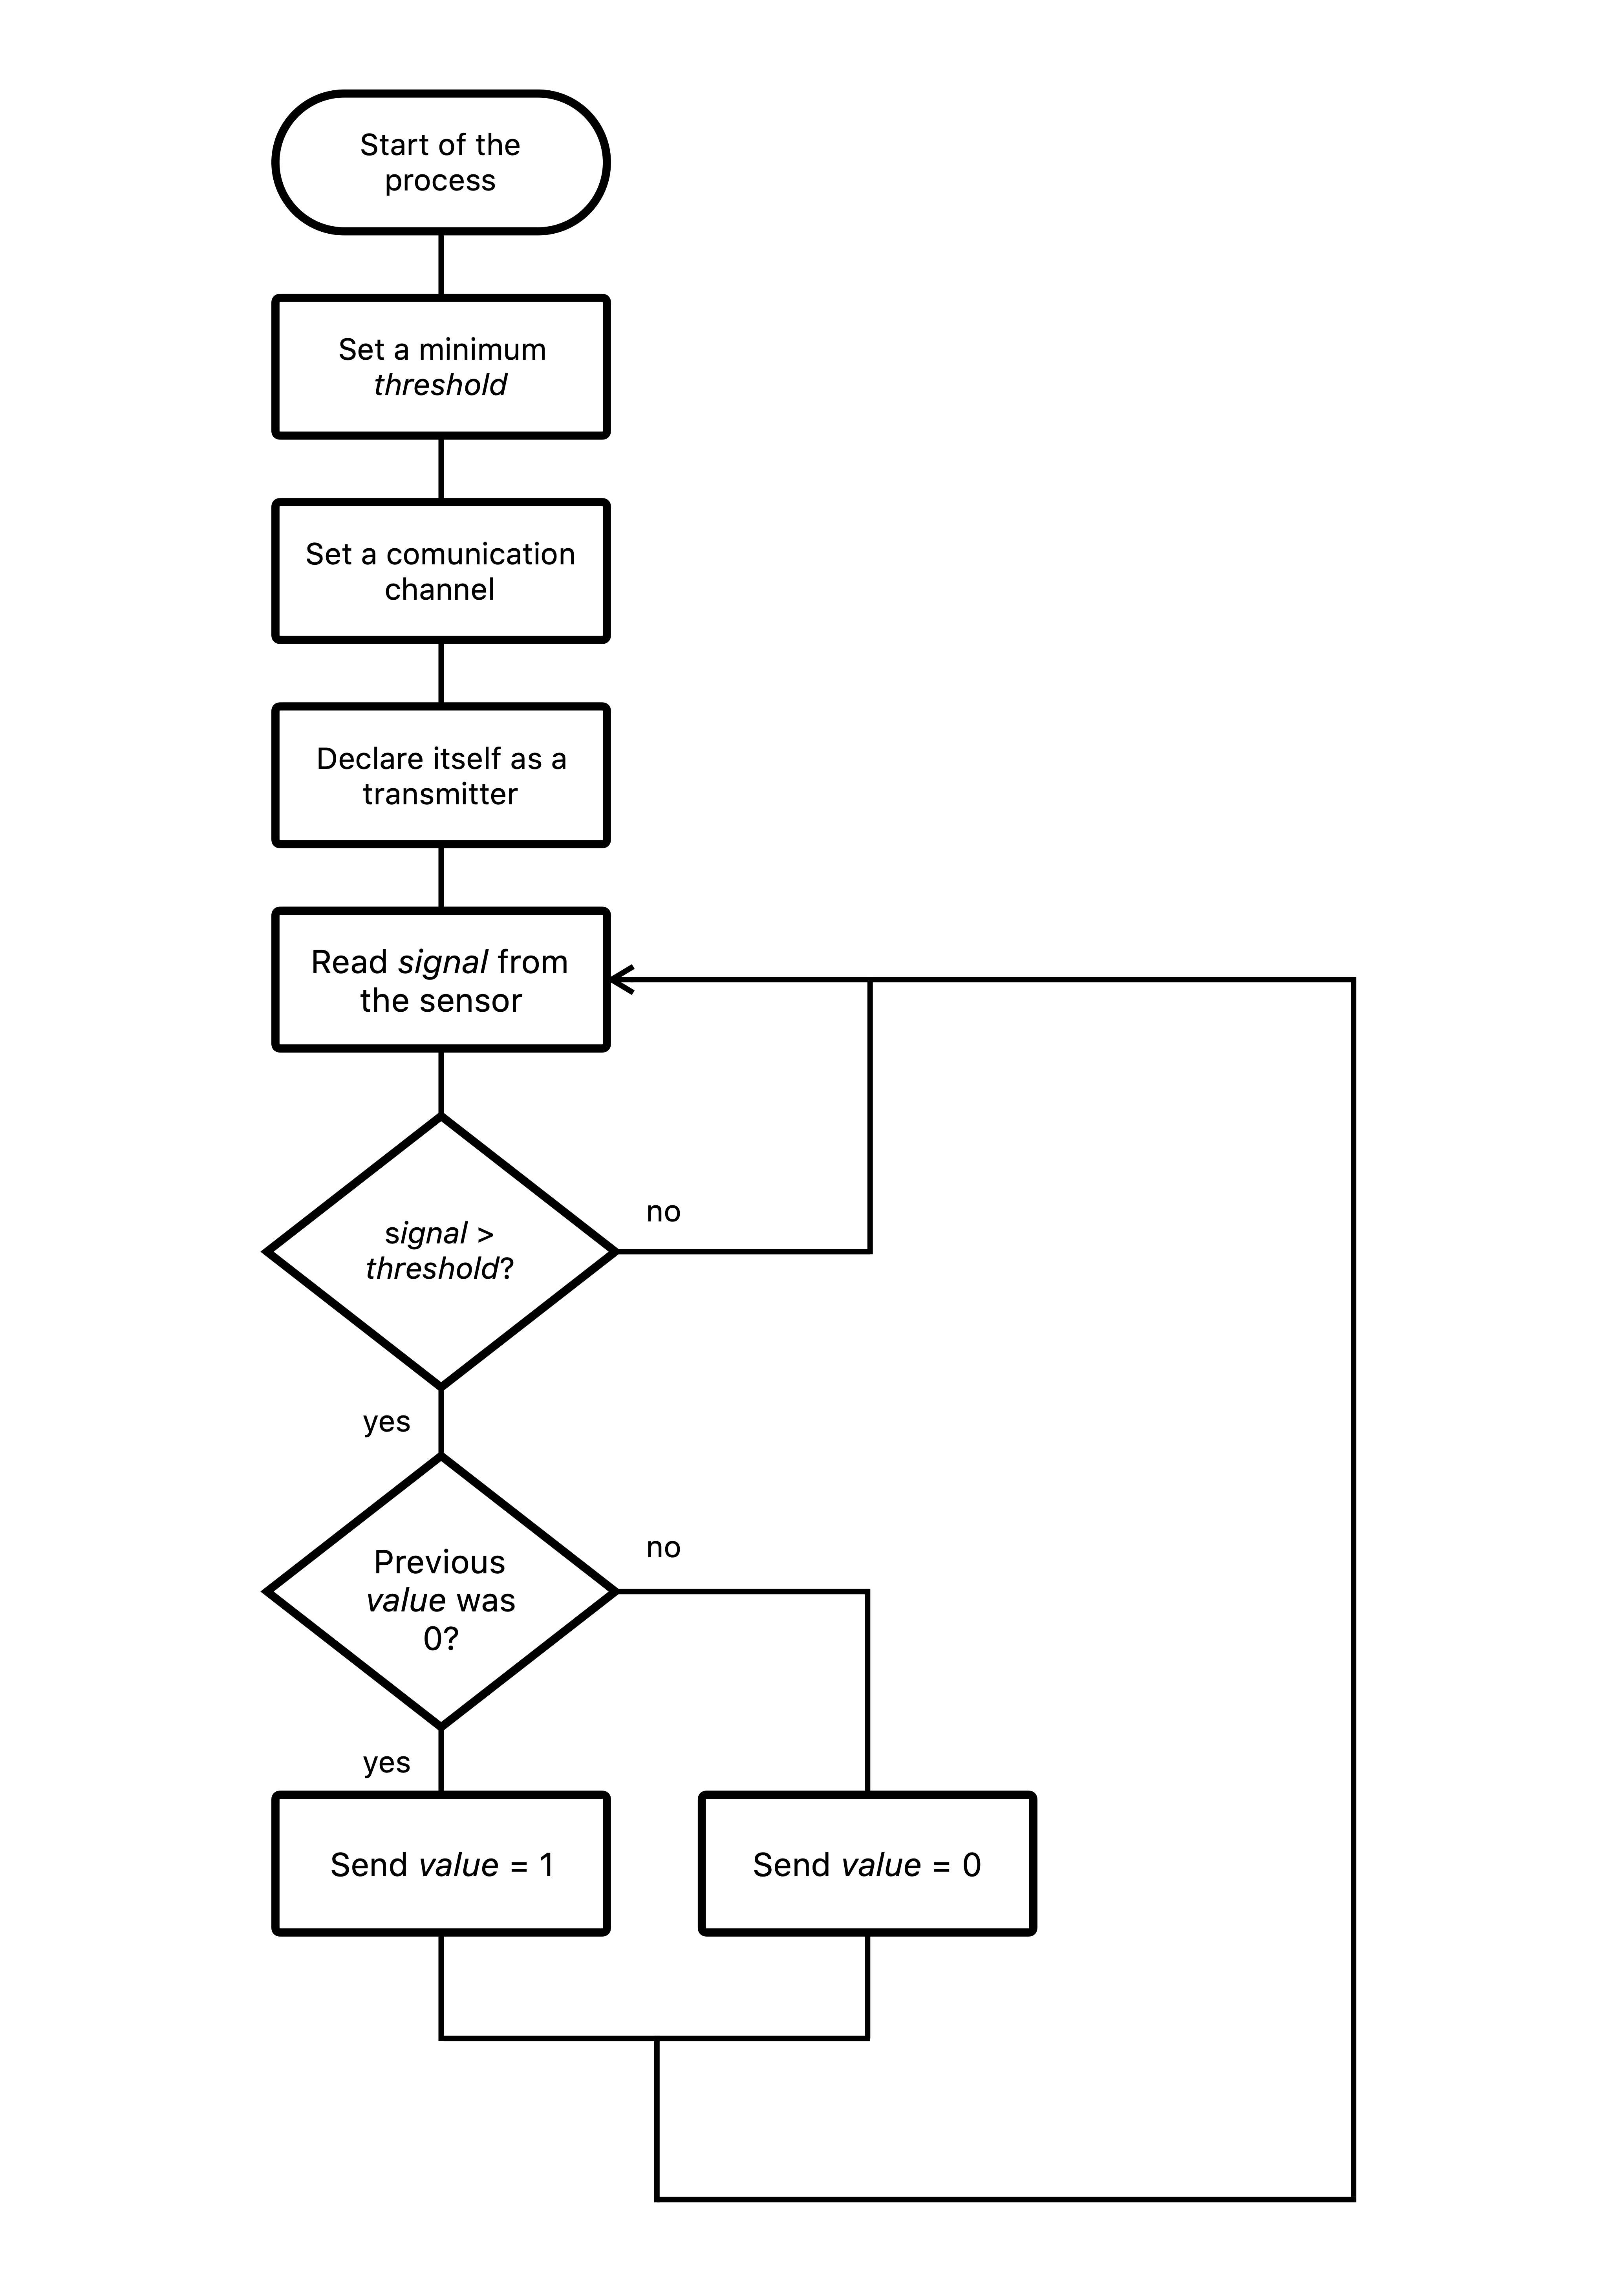 Start of the
process
Set a minimum
threshold
Set a comunication
channel
Declare itself as a
transmitter
Read signal from
the sensor
signal >
threshold?
no
yes
Previous
value was
0?
no
yes
Send value = 1
Send value = 0